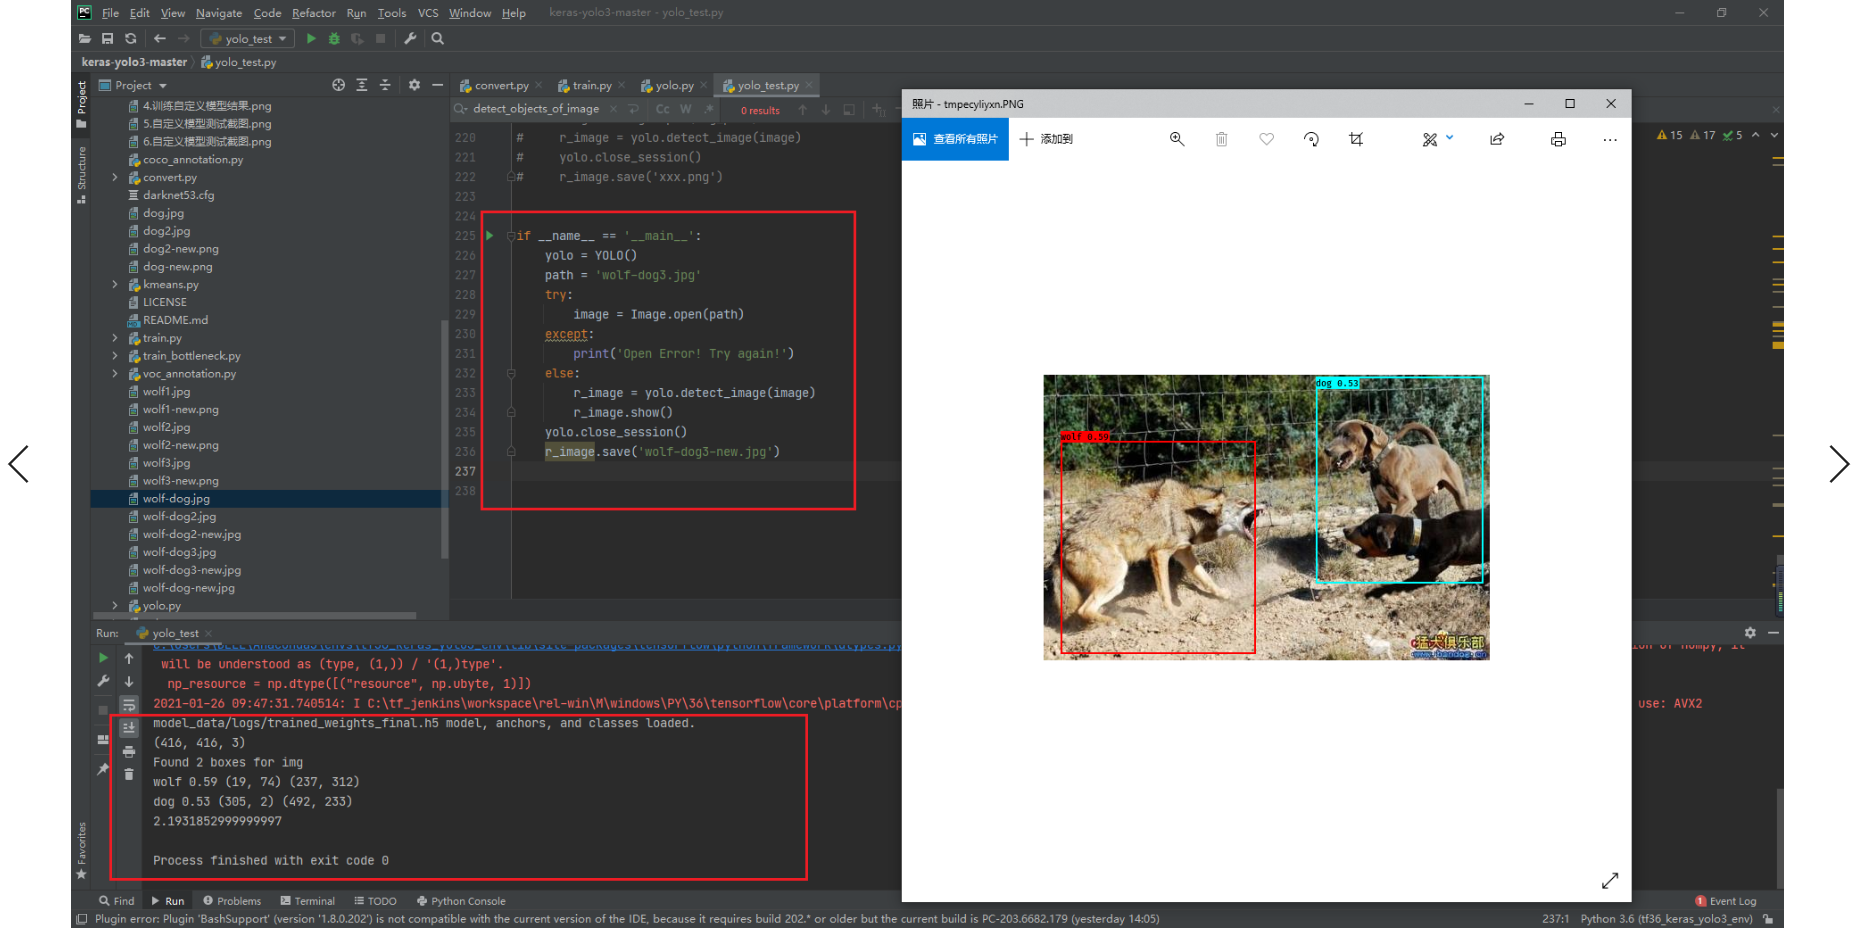 PC File Edit View Navigate Code Refactor Run Tools VCS Window Help keras-yolo3-master - yolo_test.py
yolo_test
keras-yolo3-master yolo_test.py
Project
convert.py train.py yolo.py yolo_test.py
detect_objects_of_image Cc W .* 0 results
Project
Structure
4.训练自定义模型结果.png
5.自定义模型测试截图.png
6.自定义模型测试截图.png
coco_annotation.py
convert.py
darknet53.cfg
dog.jpg
dog2.jpg
dog2-new.png
dog-new.png
kmeans.py
LICENSE
README.md
train.py
train_bottleneck.py
voc_annotation.py
wolf1.jpg
wolf1-new.png
wolf2.jpg
wolf2-new.png
wolf3.jpg
wolf3-new.png
wolf-dog.jpg
wolf-dog2.jpg
wolf-dog2-new.jpg
wolf-dog3.jpg
wolf-dog3-new.jpg
wolf-dog-new.jpg
yolo.py
220 # r_image = yolo.detect_image(image)
221 # yolo.close_session()
222 # r_image.save('xxx.png')
223
224
225 if __name__ == '__main__':
226 yolo = YOLO()
227 path = 'wolf-dog3.jpg'
228 try:
229 image = Image.open(path)
230 except:
231 print('Open Error! Try again!')
232 else:
233 r_image = yolo.detect_image(image)
234 r_image.show()
235 yolo.close_session()
236 r_image.save('wolf-dog3-new.jpg')
237
238
15 17 5
照片 - tmpecyliyxn.PNG
查看所有照片 添加到
dog 0.53
wolf 0.59
猛犬俱乐部
Run: yolo_test
will be understood as (type, (1,)) / '(1,)type'.
np_resource = np.dtype([("resource", np.ubyte, 1)])
2021-01-26 09:47:31.740514: I C:\tf_jenkins\workspace\rel-win\M\windows\PY\36\tensorflow\core\platform\cp use: AVX2
model_data/logs/trained_weights_final.h5 model, anchors, and classes loaded.
(416, 416, 3)
Found 2 boxes for img
wolf 0.59 (19, 74) (237, 312)
dog 0.53 (305, 2) (492, 233)
2.1931852999999997
Process finished with exit code 0
Favorites
Find Run Problems Terminal TODO Python Console 1 Event Log
Plugin error: Plugin 'BashSupport' (version '1.8.0.202') is not compatible with the current version of the IDE, because it requires build 202.* or older but the current build is PC-203.6682.179 (yesterday 14:05) 237:1 Python 3.6 (tf36_keras_yolo3_env)